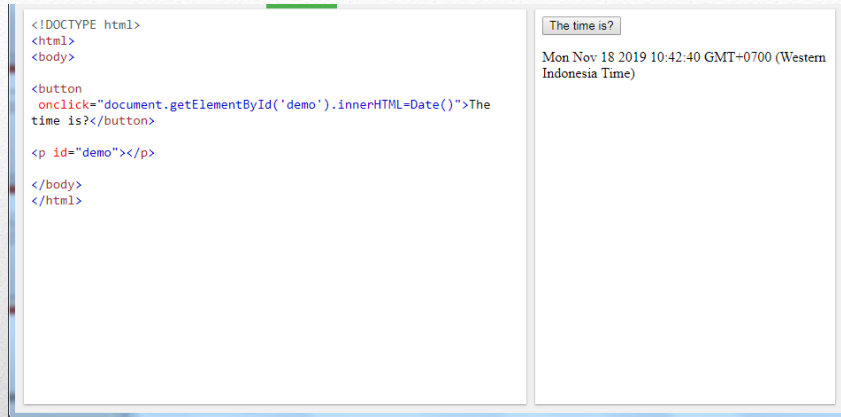 <!DOCTYPE html>
<html>
<body>
<button
onclick="document.getElementById('demo').innerHTML=Date()">The
time is?</button>
<p id="demo"></p>
</body>
</html>
The time is?
Mon Nov 18 2019 10:42:40 GMT+0700 (Western
Indonesia Time)